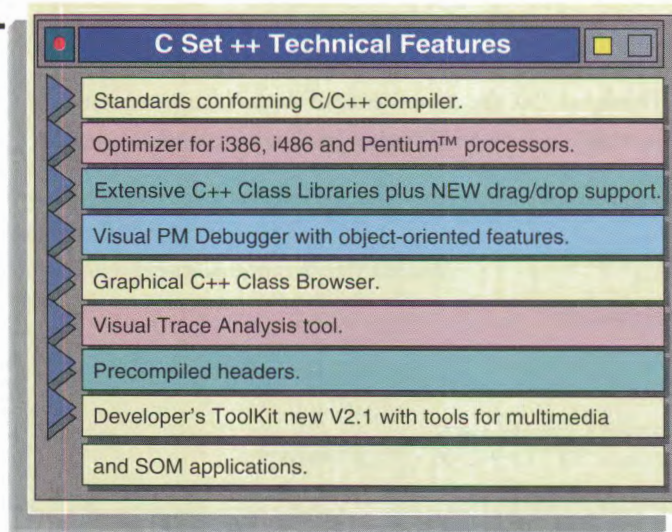 C Set ++ Technical Features
Standards conforming C/C++ compiler.
Optimizer for i386, i486 and Pentium™ processors.
Extensive C++ Class Libraries plus NEW drag/drop support.
Visual PM Debugger with object-oriented features.
Graphical C++ Class Browser.
Visual Trace Analysis tool.
Precompiled headers.
Developer's ToolKit new V2.1 with tools for multimedia
and SOM applications.